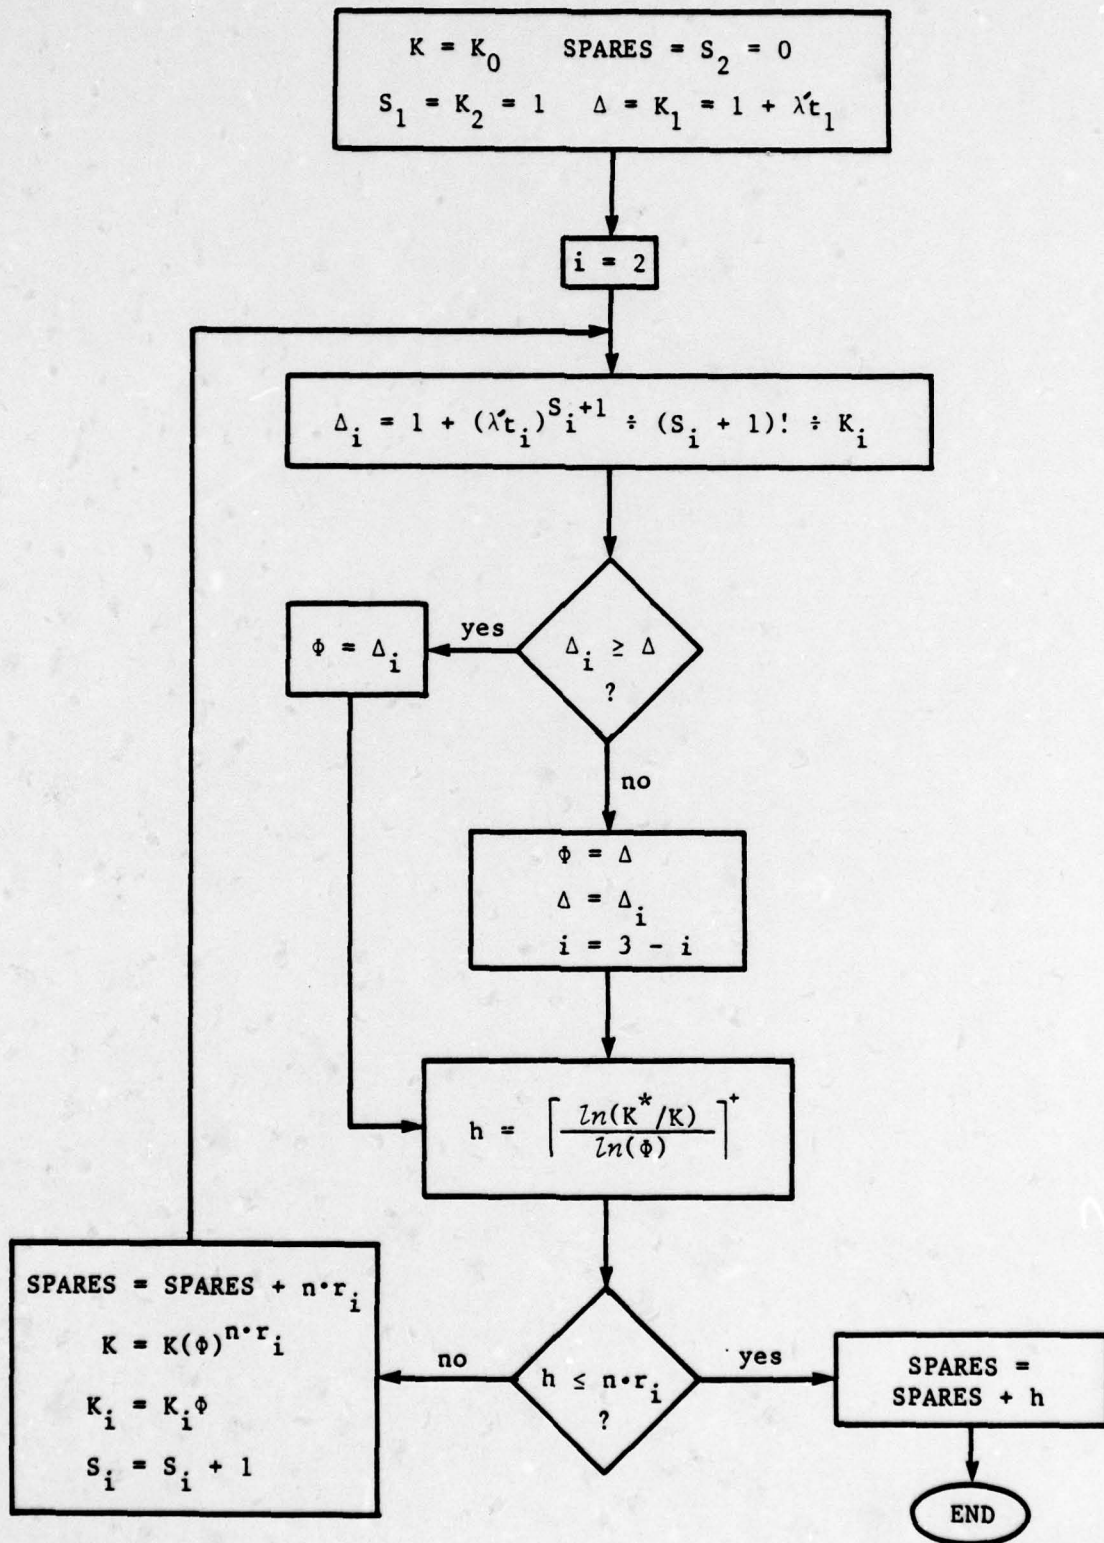 K = K₀ SPARES = S₂ = 0
S₁ = K₂ = 1 Δ = K₁ = 1 + λ't₁
i = 2
Δᵢ = 1 + (λ'tᵢ)^(Sᵢ+1) ÷ (Sᵢ + 1)! ÷ Kᵢ
Δᵢ ≥ Δ
?
yes
Φ = Δᵢ
no
Φ = Δ
Δ = Δᵢ
i = 3 - i
h = ⌈ln(K*/K) / ln(Φ)⌉⁺
h ≤ n·rᵢ
?
no
yes
SPARES = SPARES + n·rᵢ
K = K(Φ)^(n·rᵢ)
Kᵢ = KᵢΦ
Sᵢ = Sᵢ + 1
SPARES =
SPARES + h
END